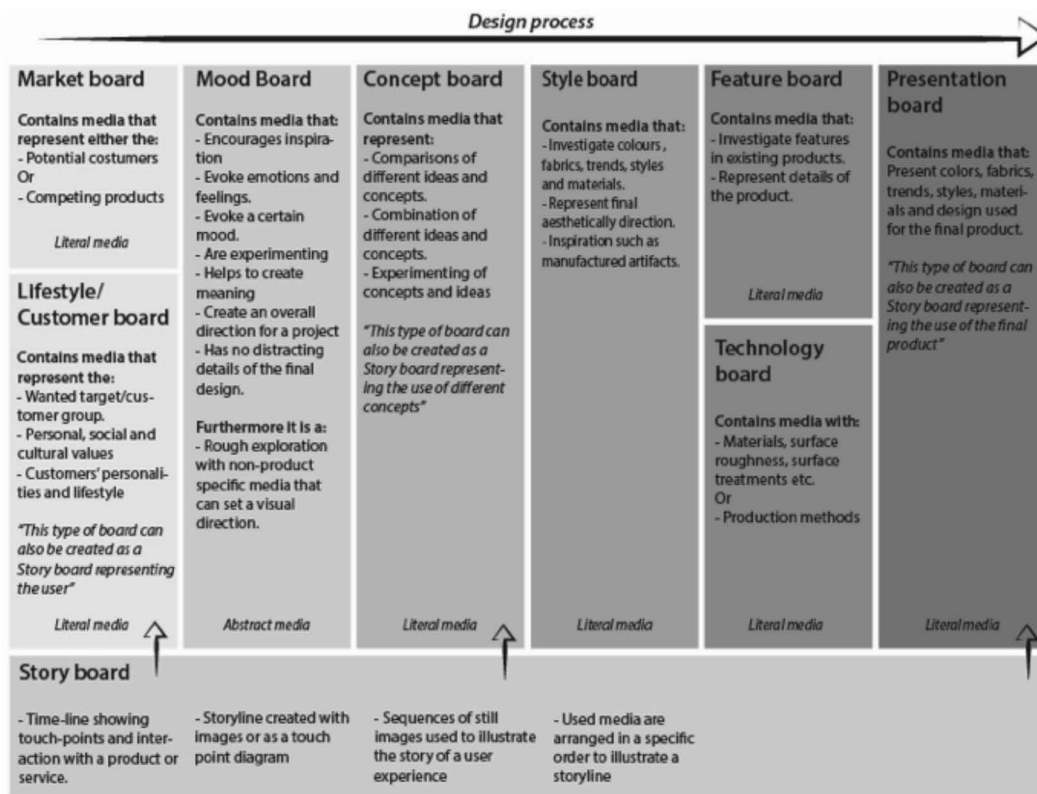 Design process
Market board
Contains media that
represent either the:
- Potential costumers
Or
- Competing products
Literal media
Lifestyle/
Customer board
Contains media that
represent the:
- Wanted target/cus-
tomer group.
- Personal, social and
cultural values
- Customers' personali-
ties and lifestyle
"This type of board can
also be created as a
Story board representing
the user"
Literal media
Mood Board
Contains media that:
- Encourages inspira-
tion
- Evoke emotions and
feelings.
- Evoke a certain
mood.
- Are experimenting
- Helps to create
meaning
- Create an overall
direction for a project
- Has no distracting
details of the final
design.
Furthermore it is a:
- Rough exploration
with non-product
specific media that
can set a visual
direction.
Abstract media
Concept board
Contains media that
represent:
- Comparisons of
different ideas and
concepts.
- Combination of
different ideas and
concepts.
- Experimenting of
concepts and ideas
"This type of board can
also be created as a
Story board represent-
ing the use of different
concepts"
Literal media
Style board
Contains media that:
- Investigate colours,
fabrics, trends, styles
and materials.
- Represent final
aesthetically direction.
- Inspiration such as
manufactured artifacts.
Literal media
Feature board
Contains media that:
- Investigate features
in existing products.
- Represent details of
the product.
Literal media
Technology
board
Contains media with:
- Materials, surface
roughness, surface
treatments etc.
Or
- Production methods
Literal media
Presentation
board
Contains media that:
Present colors, fabrics,
trends, styles, materi-
als and design used
for the final product.
"This type of board can
also be created as a
Story board represent-
ing the use of the final
product"
Literal media
Story board
- Time-line showing
touch-points and inter-
action with a product or
service.
- Storyline created with
images or as a touch
point diagram
- Sequences of still
images used to illustrate
the story of a user
experience
- Used media are
arranged in a specific
order to illustrate a
storyline